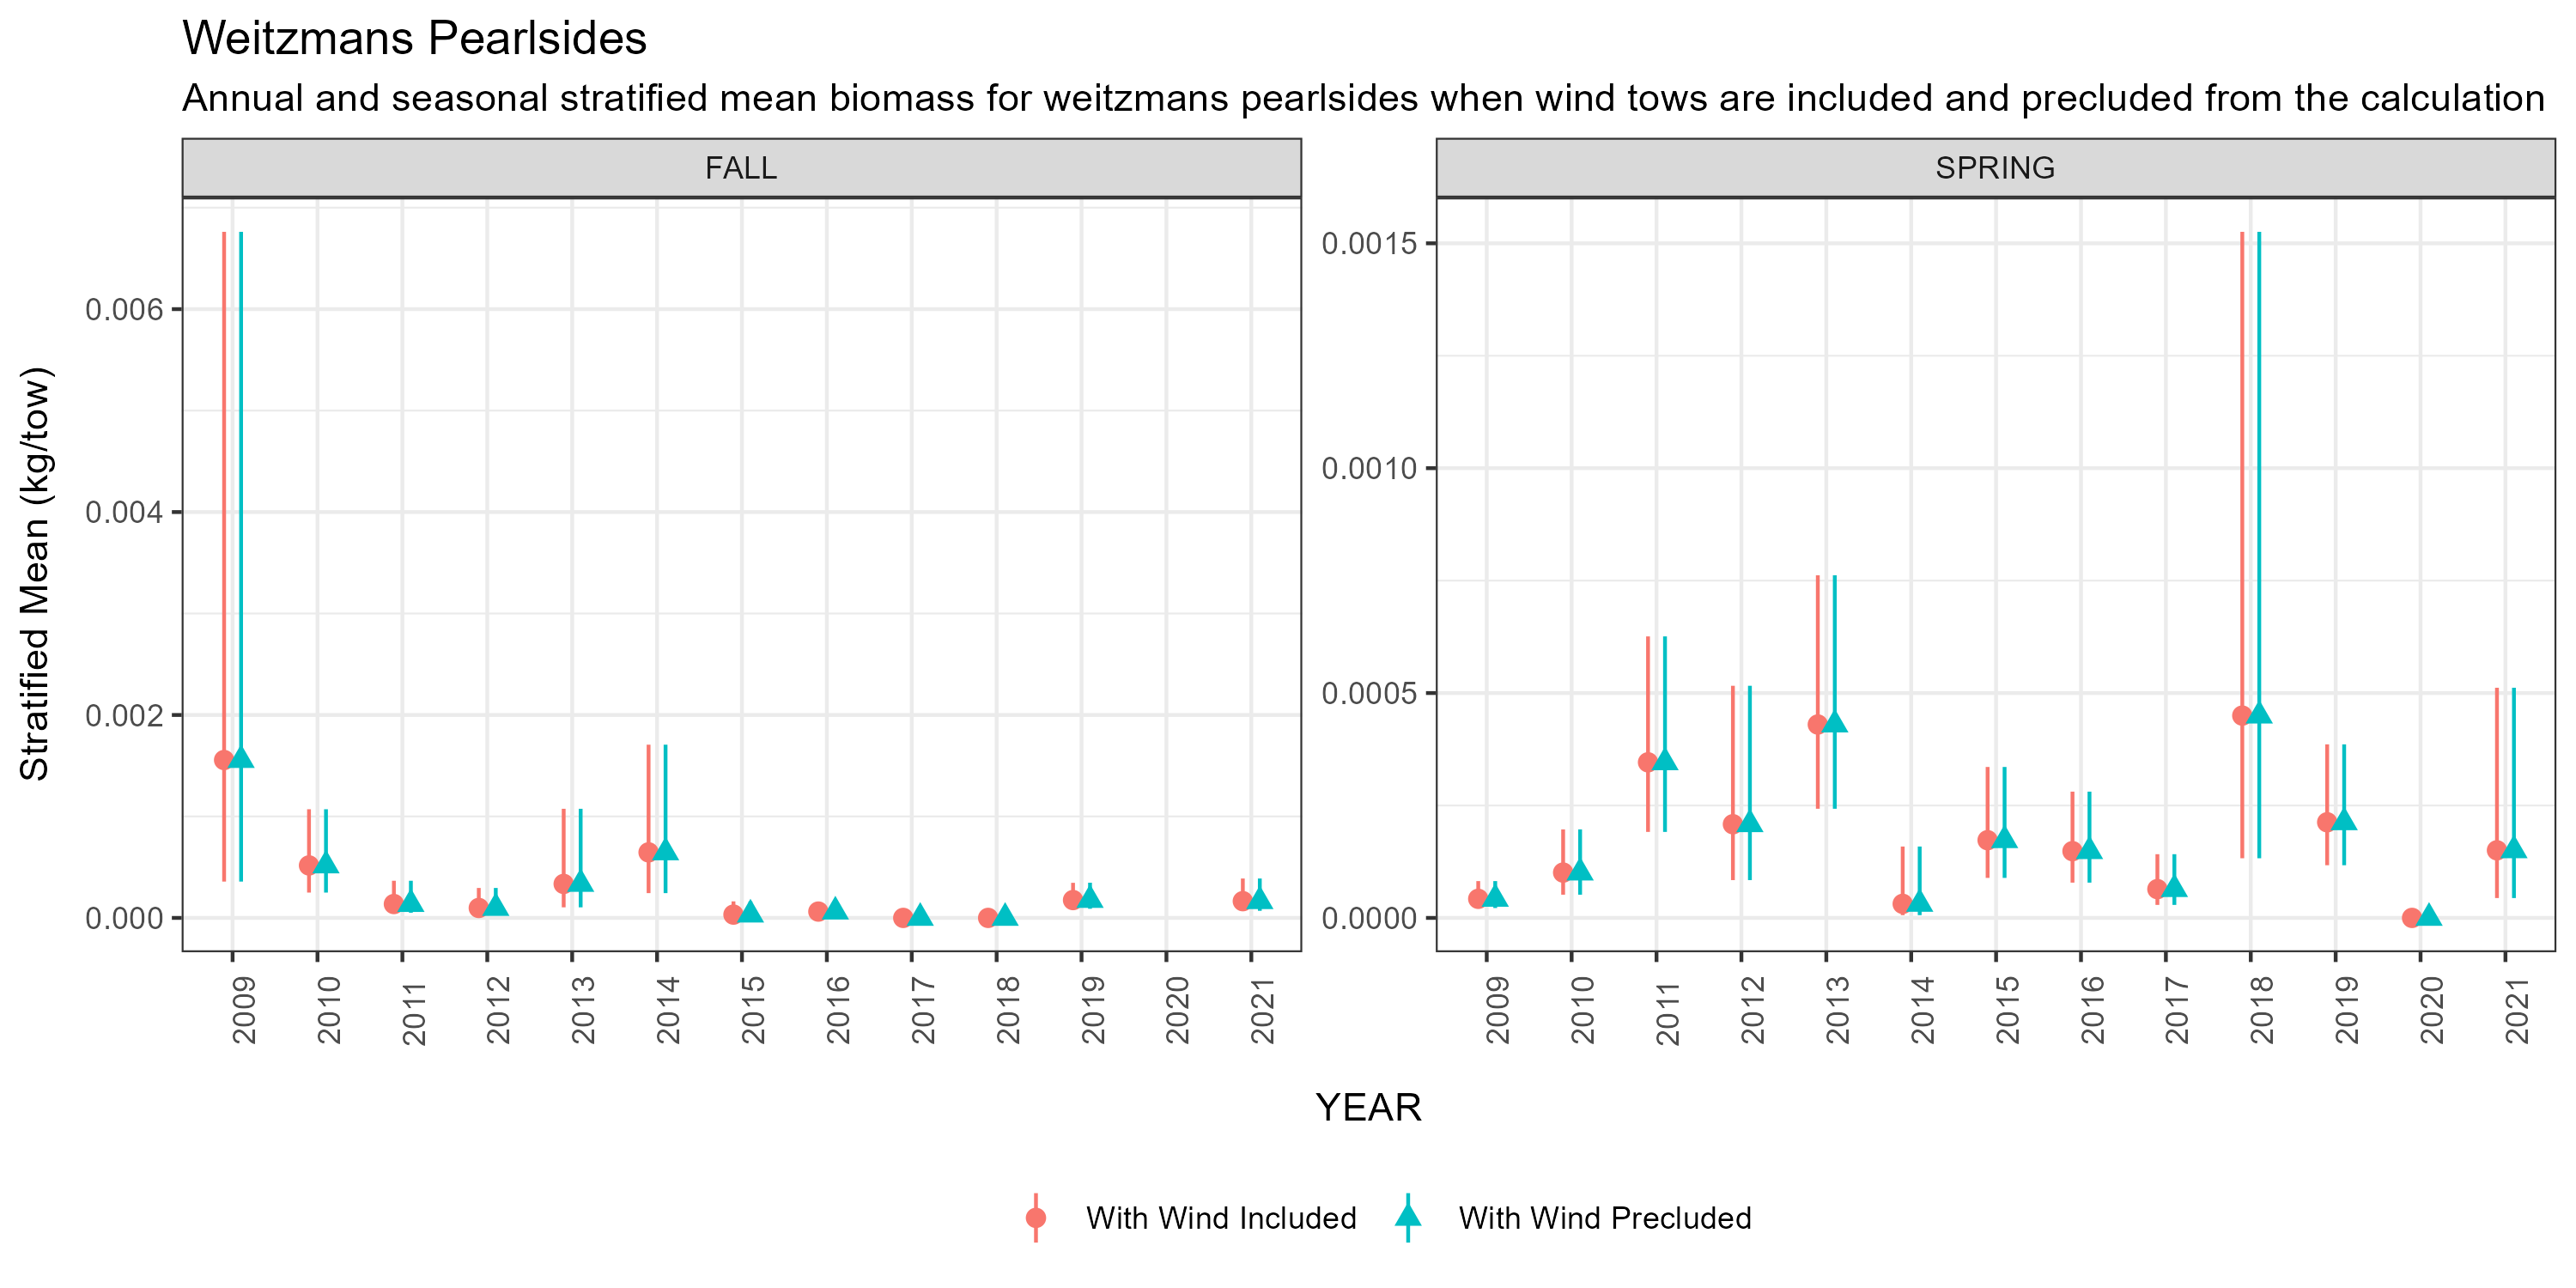 Weitzmans Pearlsides
Annual and seasonal stratified mean biomass for weitzmans pearlsides when wind tows are included and precluded from the calculation
FALL
SPRING
Stratified Mean (kg/tow)
0.006
0.004
0.002
0.000
0.0015
0.0010
0.0005
0.0000
2009 2010 2011 2012 2013 2014 2015 2016 2017 2018 2019 2020 2021
2009 2010 2011 2012 2013 2014 2015 2016 2017 2018 2019 2020 2021
YEAR
With Wind Included
With Wind Precluded